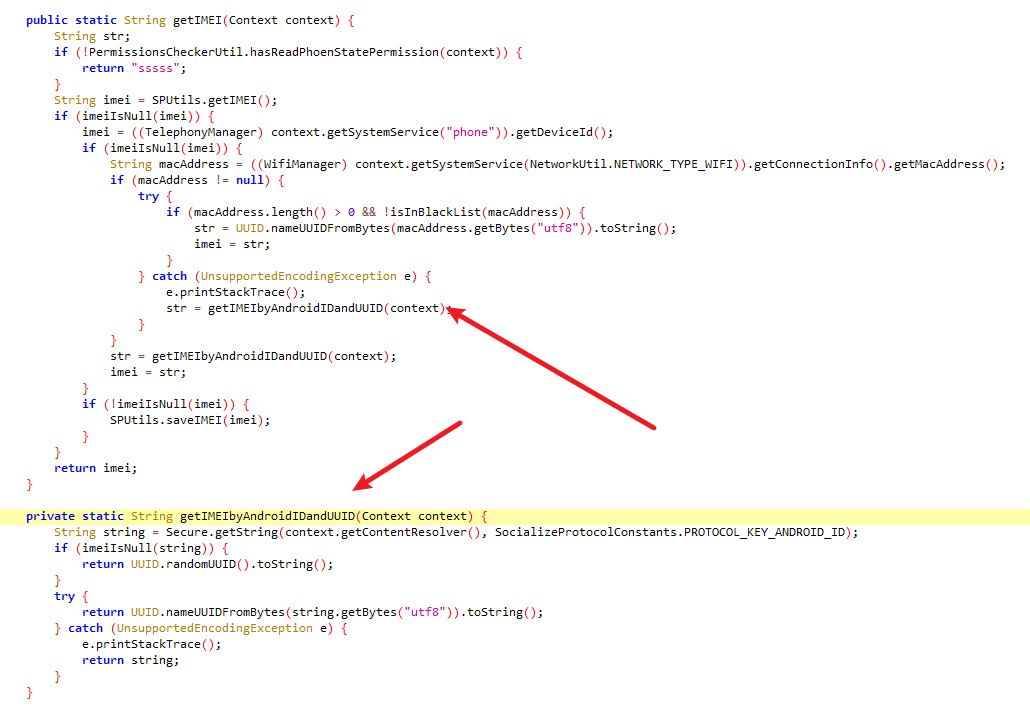 public static String getIMEI(Context context) {
String str;
if (!PermissionsCheckerUtil.hasReadPhoenStatePermission(context)) {
return "sssss";
}
String imei = SPUtils.getIMEI();
if (imeiIsNull(imei)) {
imei = ((TelephonyManager) context.getSystemService("phone")).getDeviceId();
if (imeiIsNull(imei)) {
String macAddress = ((WifiManager) context.getSystemService(NetworkUtil.NETWORK_TYPE_WIFI)).getConnectionInfo().getMacAddress();
if (macAddress != null) {
try {
if (macAddress.length() > 0 && !isInBlackList(macAddress)) {
str = UUID.nameUUIDFromBytes(macAddress.getBytes("utf8")).toString();
imei = str;
}
} catch (UnsupportedEncodingException e) {
e.printStackTrace();
str = getIMEIbyAndroidIDandUUID(context);
}
}
str = getIMEIbyAndroidIDandUUID(context);
imei = str;
}
if (!imeiIsNull(imei)) {
SPUtils.saveIMEI(imei);
}
}
return imei;
}
private static String getIMEIbyAndroidIDandUUID(Context context) {
String string = Secure.getString(context.getContentResolver(), SocializeProtocolConstants.PROTOCOL_KEY_ANDROID_ID);
if (imeiIsNull(string)) {
return UUID.randomUUID().toString();
}
try {
return UUID.nameUUIDFromBytes(string.getBytes("utf8")).toString();
} catch (UnsupportedEncodingException e) {
e.printStackTrace();
return string;
}
}